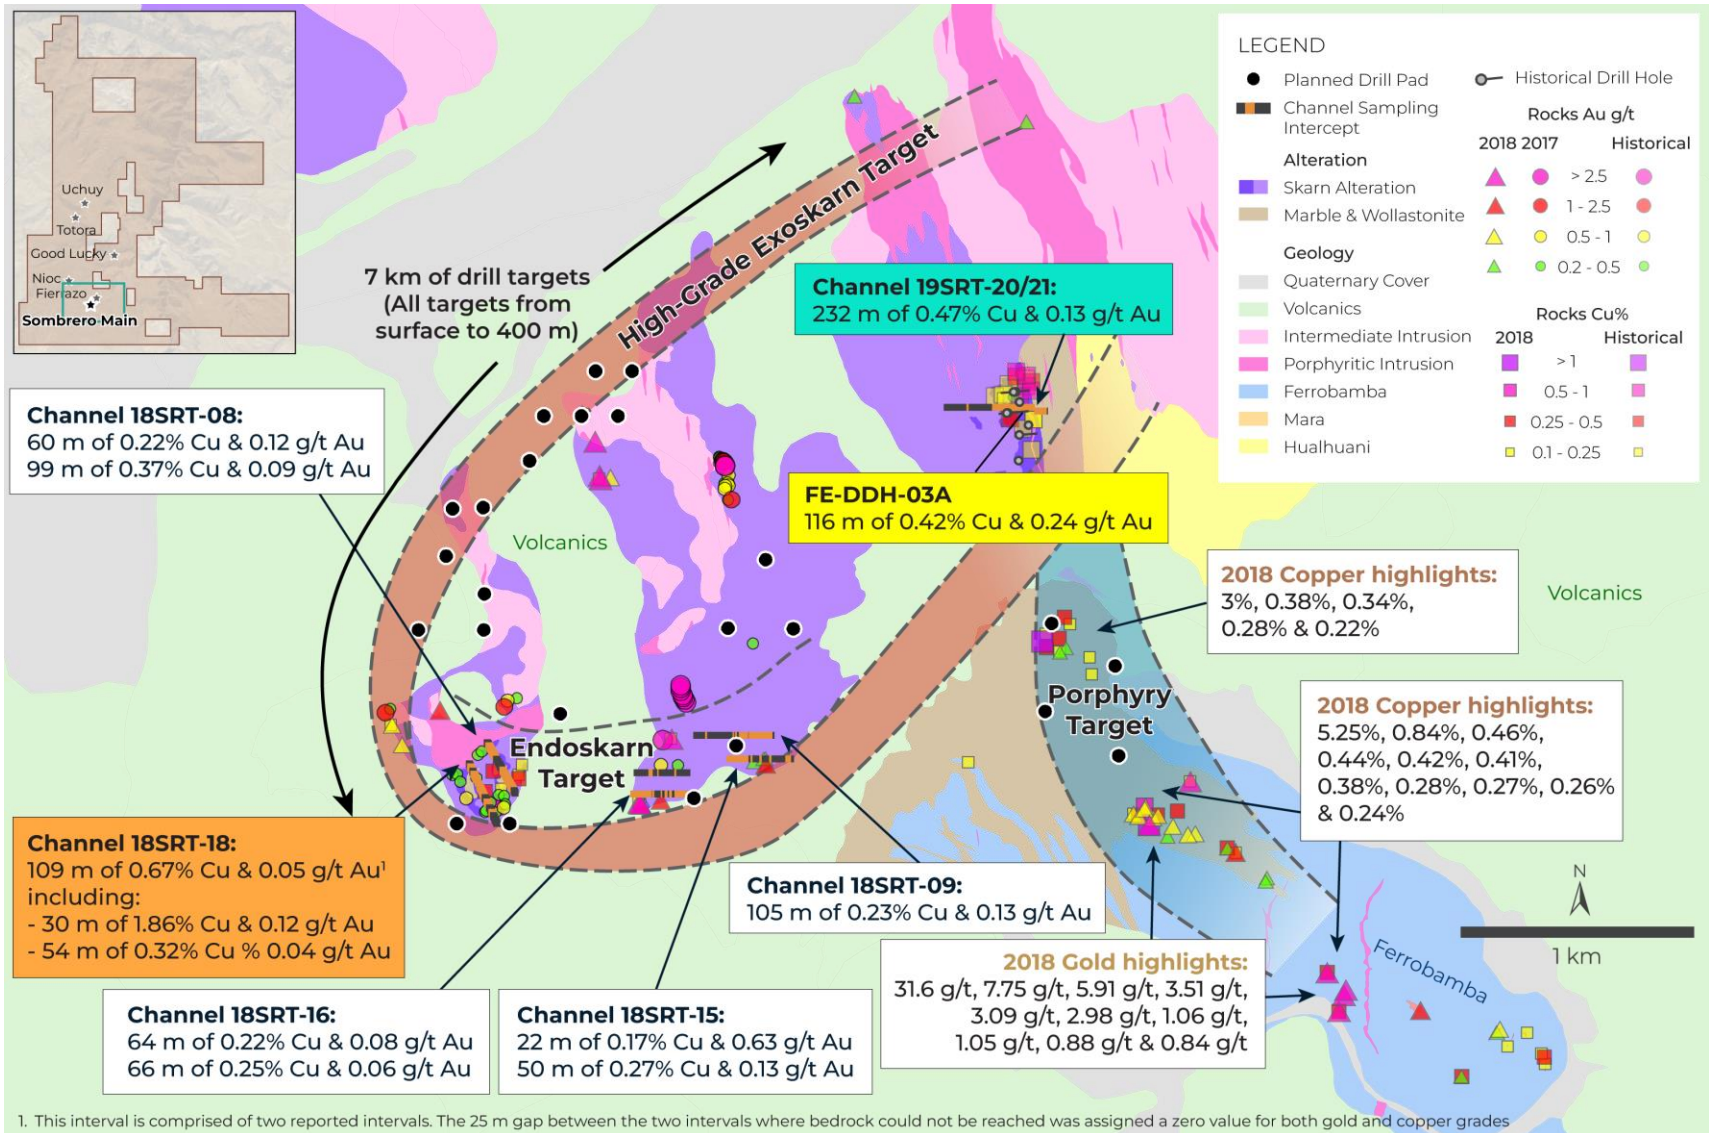 Uchuy
Totora
Good Lucky
Nioc
Fierrazo
Sombrero Main
7 km of drill targets
(All targets from
surface to 400 m)
High-Grade Exoskarn Target
Channel 19SRT-20/21:
232 m of 0.47% Cu & 0.13 g/t Au
LEGEND
Planned Drill Pad
Channel Sampling
Intercept
Alteration
Skarn Alteration
Marble & Wollastonite
Geology
Quaternary Cover
Volcanics
Intermediate Intrusion
Porphyritic Intrusion
Ferrobamba
Mara
Hualhuani
Historical Drill Hole
Rocks Au g/t
2018 2017 Historical
> 2.5
1 - 2.5
0.5 - 1
0.2 - 0.5
Rocks Cu%
2018 Historical
> 1
0.5 - 1
0.25 - 0.5
0.1 - 0.25
Channel 18SRT-08:
60 m of 0.22% Cu & 0.12 g/t Au
99 m of 0.37% Cu & 0.09 g/t Au
FE-DDH-03A
116 m of 0.42% Cu & 0.24 g/t Au
Volcanics
2018 Copper highlights:
3%, 0.38%, 0.34%,
0.28% & 0.22%
Volcanics
Porphyry
Target
2018 Copper highlights:
5.25%, 0.84%, 0.46%,
0.44%, 0.42%, 0.41%,
0.38%, 0.28%, 0.27%, 0.26%
& 0.24%
Endoskarn
Target
Channel 18SRT-18:
109 m of 0.67% Cu & 0.05 g/t Au¹
including:
- 30 m of 1.86% Cu & 0.12 g/t Au
- 54 m of 0.32% Cu % 0.04 g/t Au
Channel 18SRT-09:
105 m of 0.23% Cu & 0.13 g/t Au
N
1 km
Ferrobamba
2018 Gold highlights:
31.6 g/t, 7.75 g/t, 5.91 g/t, 3.51 g/t,
3.09 g/t, 2.98 g/t, 1.06 g/t,
1.05 g/t, 0.88 g/t & 0.84 g/t
Channel 18SRT-16:
64 m of 0.22% Cu & 0.08 g/t Au
66 m of 0.25% Cu & 0.06 g/t Au
Channel 18SRT-15:
22 m of 0.17% Cu & 0.63 g/t Au
50 m of 0.27% Cu & 0.13 g/t Au
1. This interval is comprised of two reported intervals. The 25 m gap between the two intervals where bedrock could not be reached was assigned a zero value for both gold and copper grades